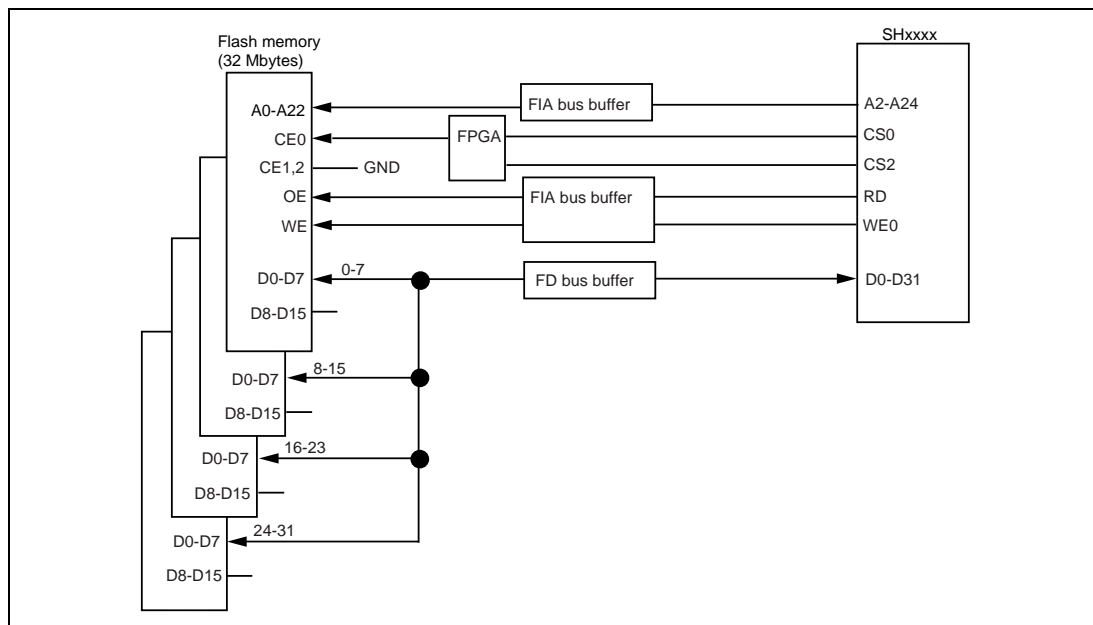 Flash memory
(32 Mbytes)
SHxxxx
A0-A22
FIA bus buffer
A2-A24
CE0
FPGA
CS0
CE1,2
GND
CS2
OE
FIA bus buffer
RD
WE
WE0
D0-D7
0-7
FD bus buffer
D0-D31
D8-D15
D0-D7
8-15
D8-D15
D0-D7
16-23
D8-D15
D0-D7
24-31
D8-D15